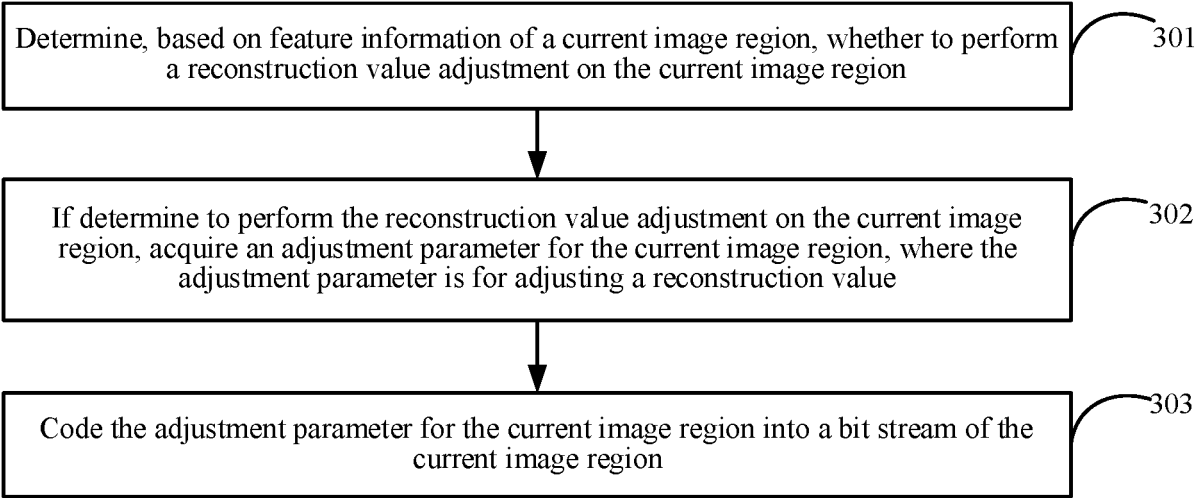 Determine, based on feature information of a current image region, whether to perform
a reconstruction value adjustment on the current image region
301
If determine to perform the reconstruction value adjustment on the current image
region, acquire an adjustment parameter for the current image region, where the
adjustment parameter is for adjusting a reconstruction value
302
Code the adjustment parameter for the current image region into a bit stream of the
current image region
303